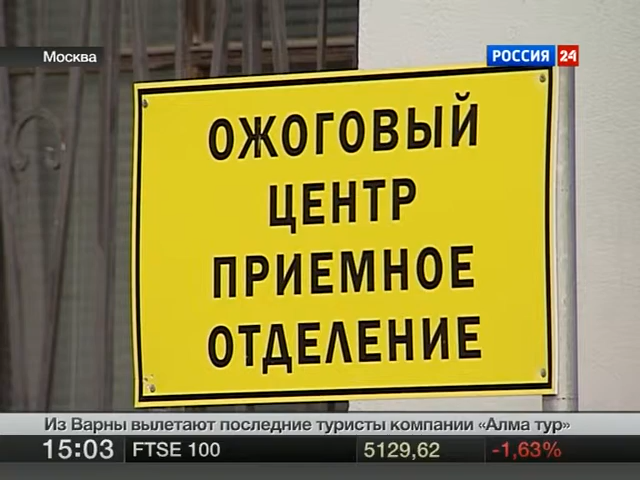 Москва
РОССИЯ 24
ОЖОГОВЫЙ
ЦЕНТР
ПРИЕМНОЕ
ОТДЕЛЕНИЕ
Из Варны вылетают последние туристы компании «Алма тур»
15:03 FTSE 100 5129,62 -1,63%